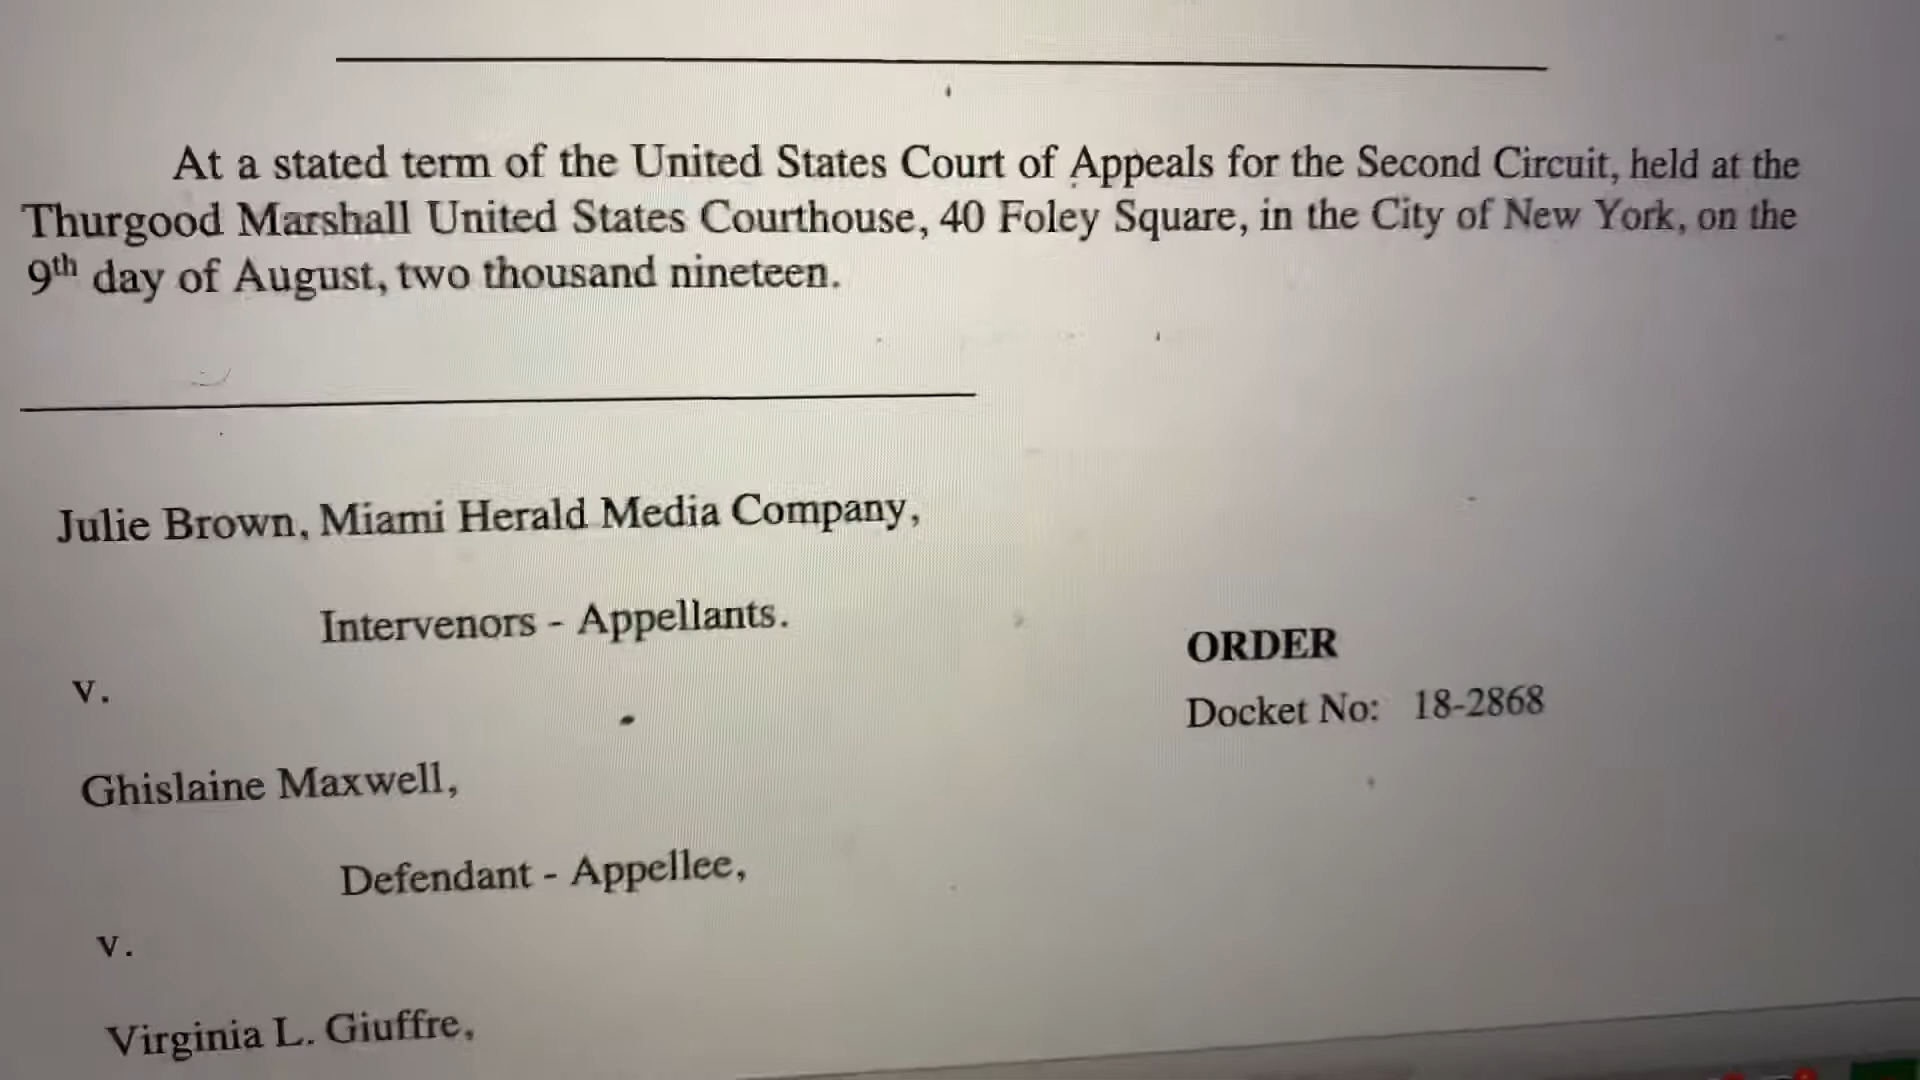 At a stated term of the United States Court of Appeals for the Second Circuit, held at the
Thurgood Marshall United States Courthouse, 40 Foley Square, in the City of New York, on the
9th day of August, two thousand nineteen.
Julie Brown, Miami Herald Media Company,
Intervenors - Appellants.
v.
Ghislaine Maxwell,
Defendant - Appellee,
v.
Virginia L. Giuffre,
ORDER
Docket No: 18-2868